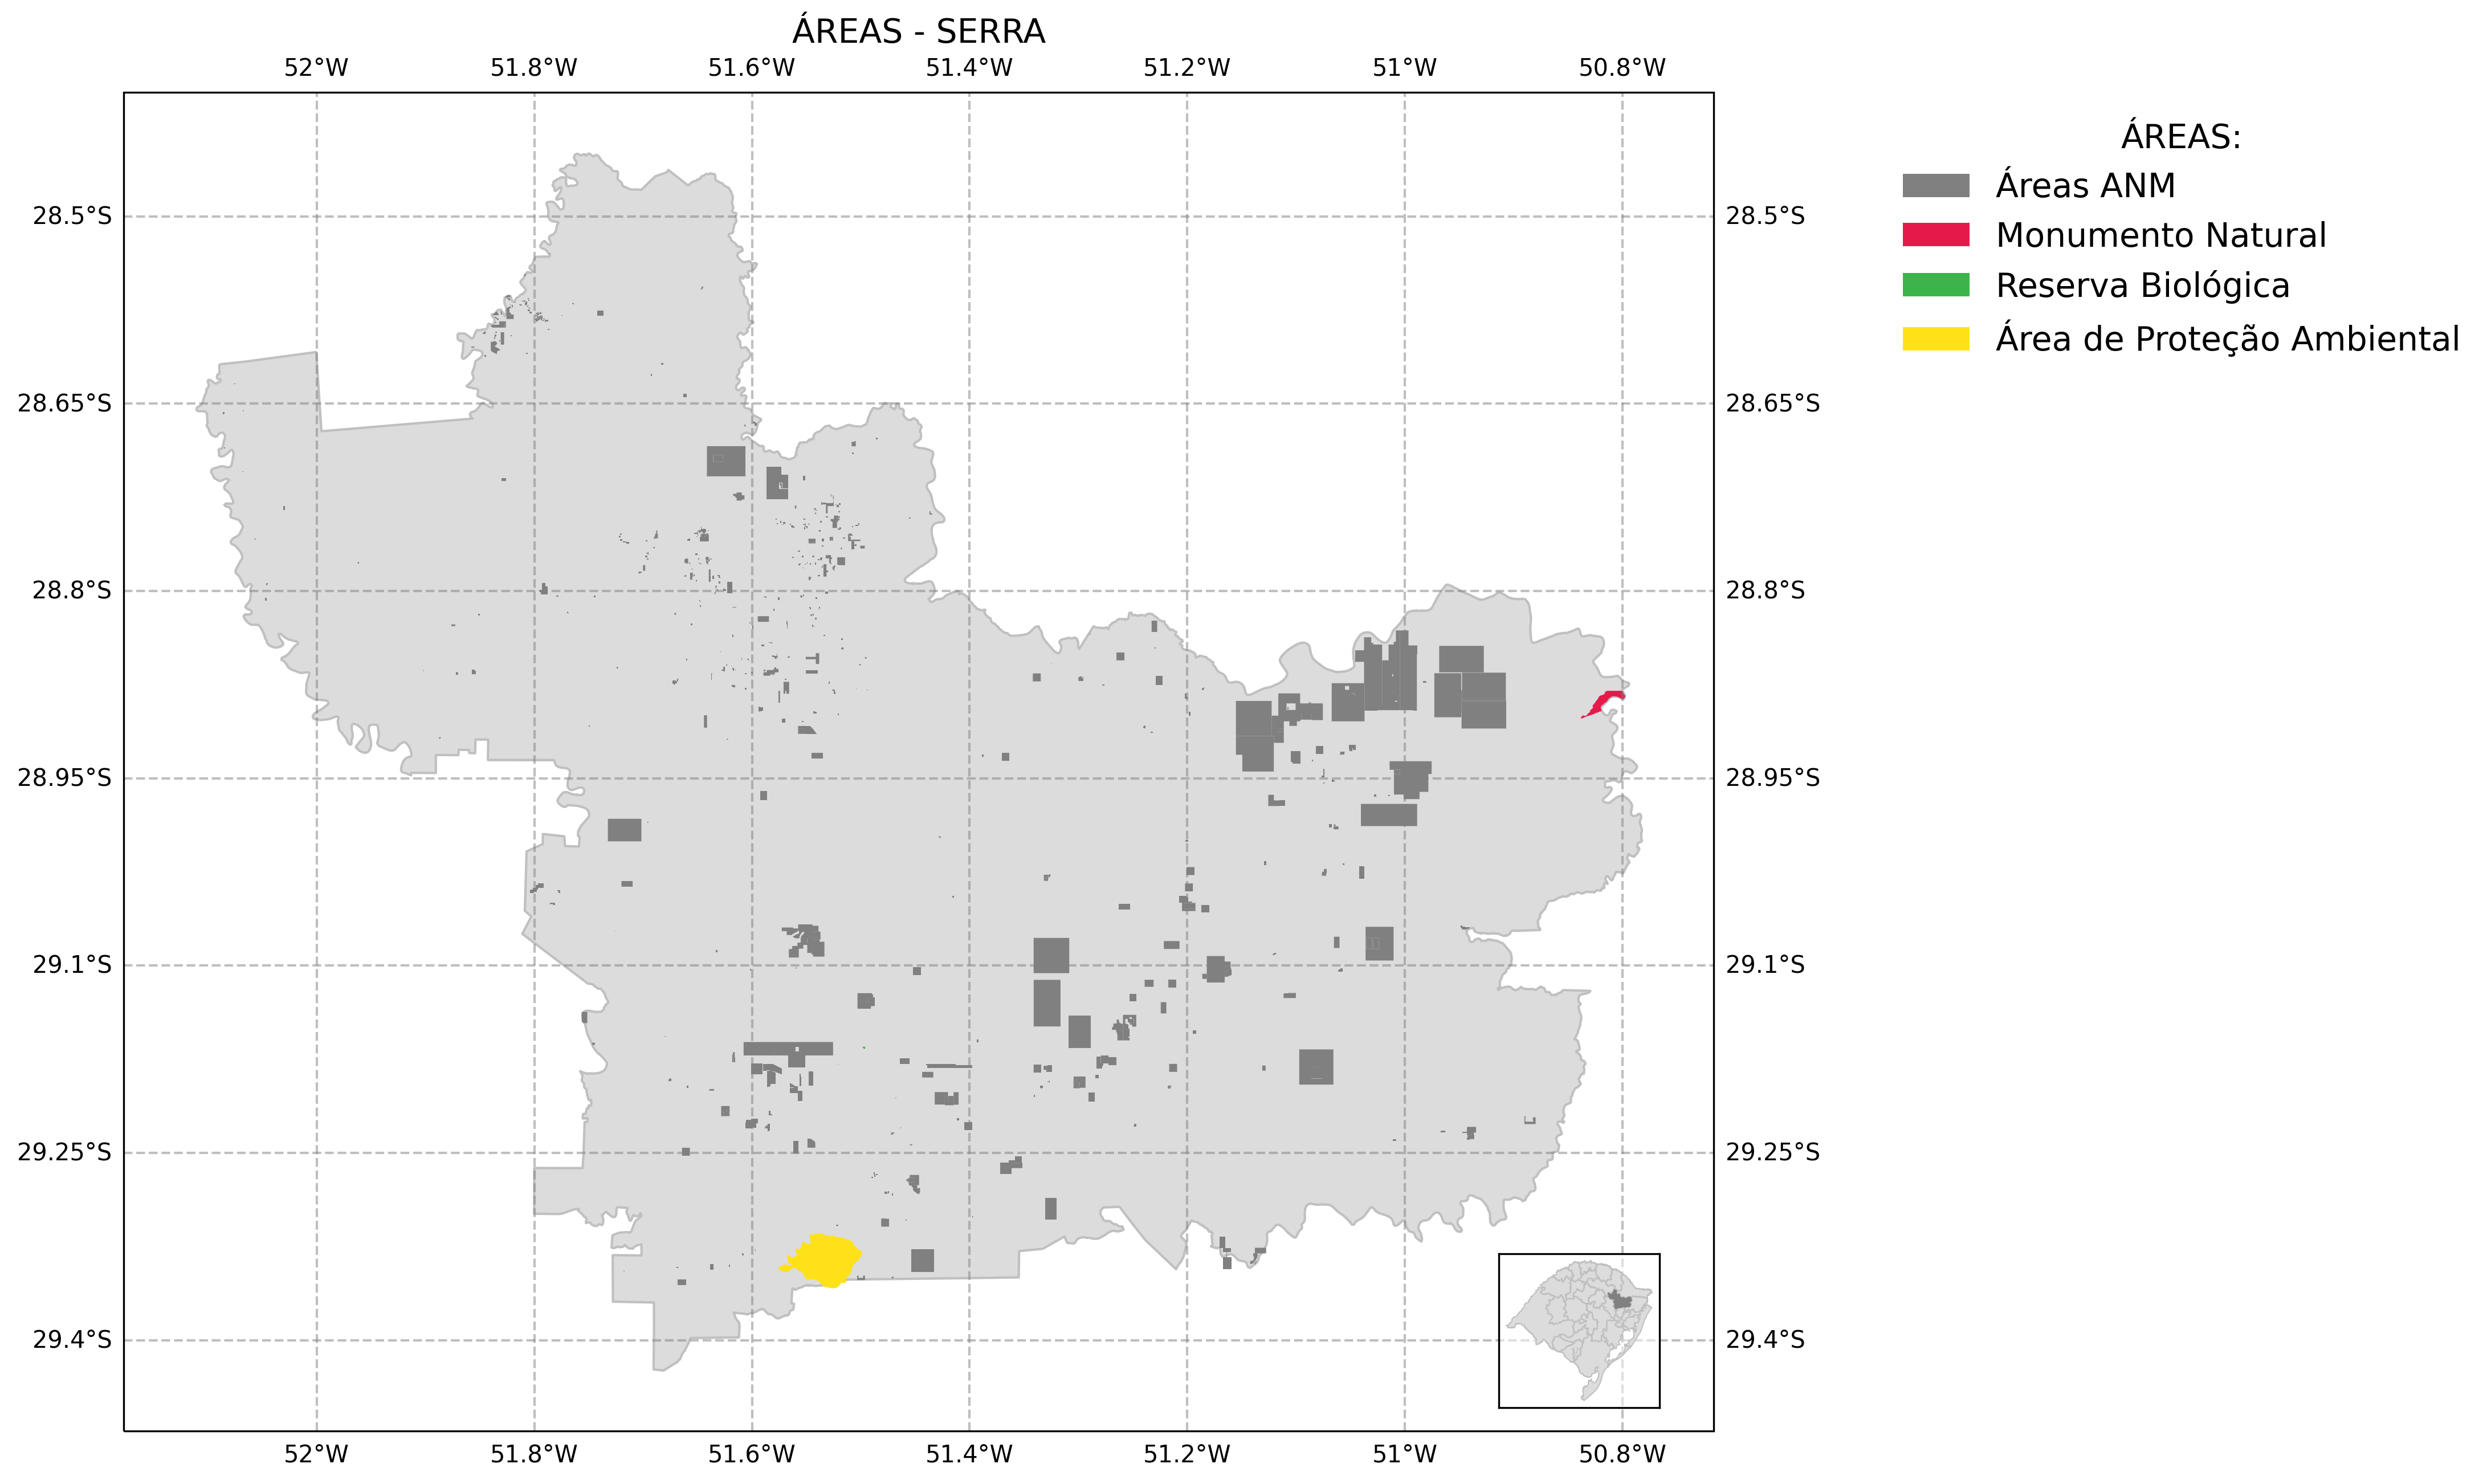 ÁREAS - SERRA
52°W 51.8°W 51.6°W 51.4°W 51.2°W 51°W 50.8°W
ÁREAS:
Áreas ANM
Monumento Natural
Reserva Biológica
Área de Proteção Ambiental
28.5°S 28.5°S
28.65°S 28.65°S
28.8°S 28.8°S
28.95°S 28.95°S
29.1°S 29.1°S
29.25°S 29.25°S
29.4°S 29.4°S
52°W 51.8°W 51.6°W 51.4°W 51.2°W 51°W 50.8°W